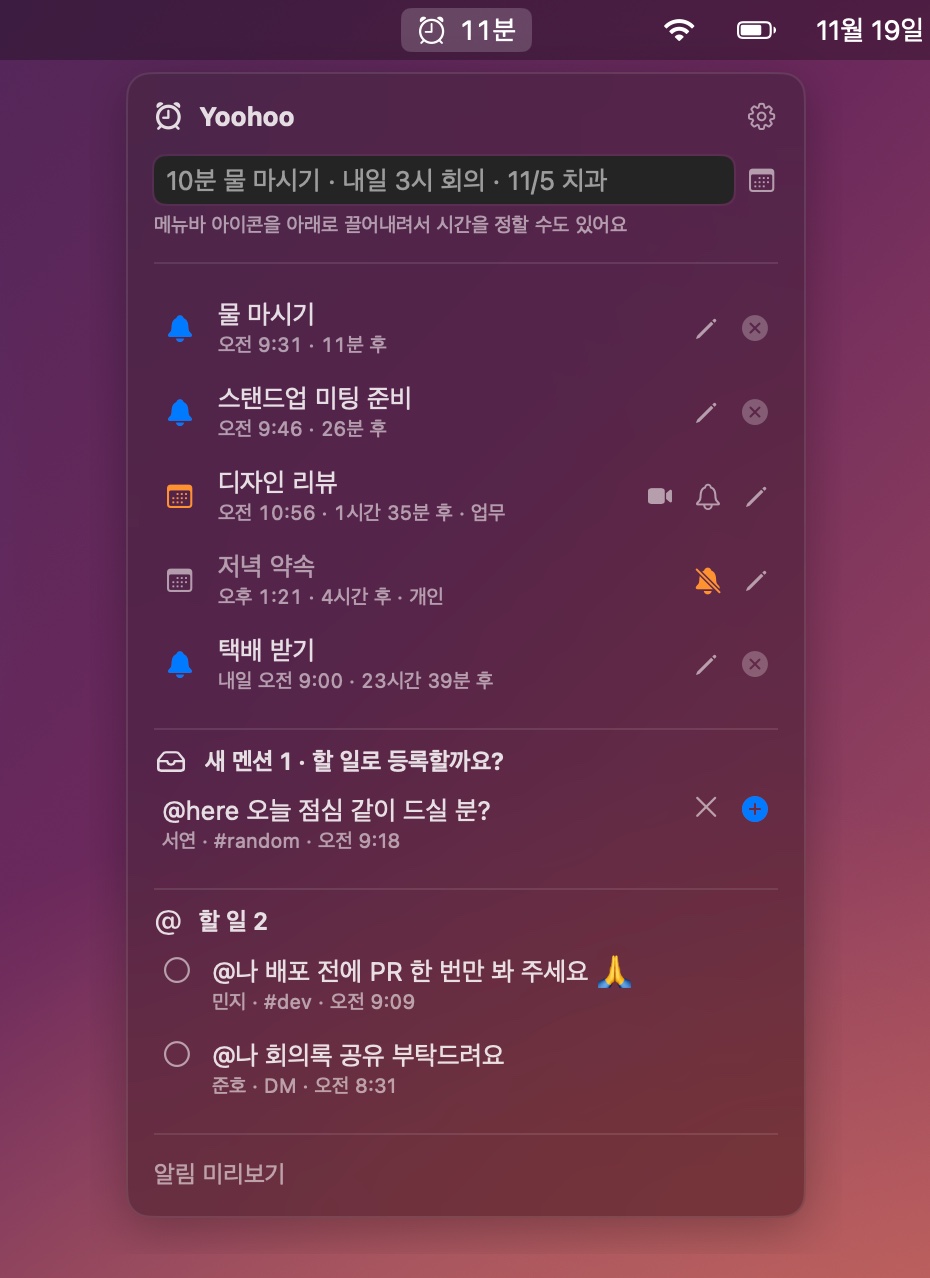 11분
11월 19일
Yoohoo
10분 물 마시기 · 내일 3시 회의 · 11/5 치과
메뉴바 아이콘을 아래로 끌어내려서 시간을 정할 수도 있어요
물 마시기
오전 9:31 · 11분 후
스탠드업 미팅 준비
오전 9:46 · 26분 후
디자인 리뷰
오전 10:56 · 1시간 35분 후 · 업무
저녁 약속
오후 1:21 · 4시간 후 · 개인
택배 받기
내일 오전 9:00 · 23시간 39분 후
새 멘션 1 · 할 일로 등록할까요?
@here 오늘 점심 같이 드실 분?
서연 · #random · 오전 9:18
@ 할 일 2
@나 배포 전에 PR 한 번만 봐 주세요 🙏
민지 · #dev · 오전 9:09
@나 회의록 공유 부탁드려요
준호 · DM · 오전 8:31
알림 미리보기